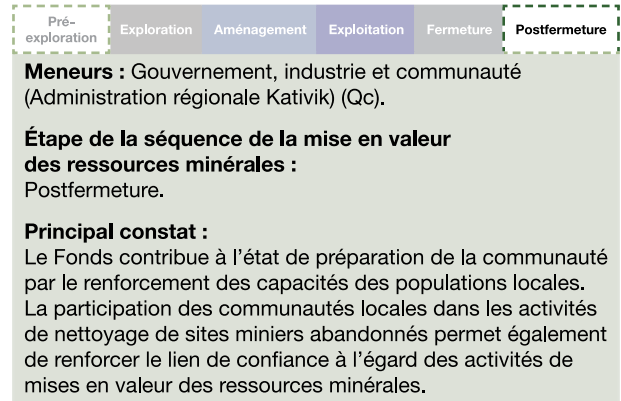 Pré-
exploration
Exploration
Aménagement
Exploitation
Fermeture
Postfermeture
Meneurs : Gouvernement, industrie et communauté
(Administration régionale Kativik) (Qc).
Étape de la séquence de la mise en valeur
des ressources minérales :
Postfermeture.
Principal constat :
Le Fonds contribue à l'état de préparation de la communauté
par le renforcement des capacités des populations locales.
La participation des communautés locales dans les activités
de nettoyage de sites miniers abandonnés permet également
de renforcer le lien de confiance à l'égard des activités de
mises en valeur des ressources minérales.